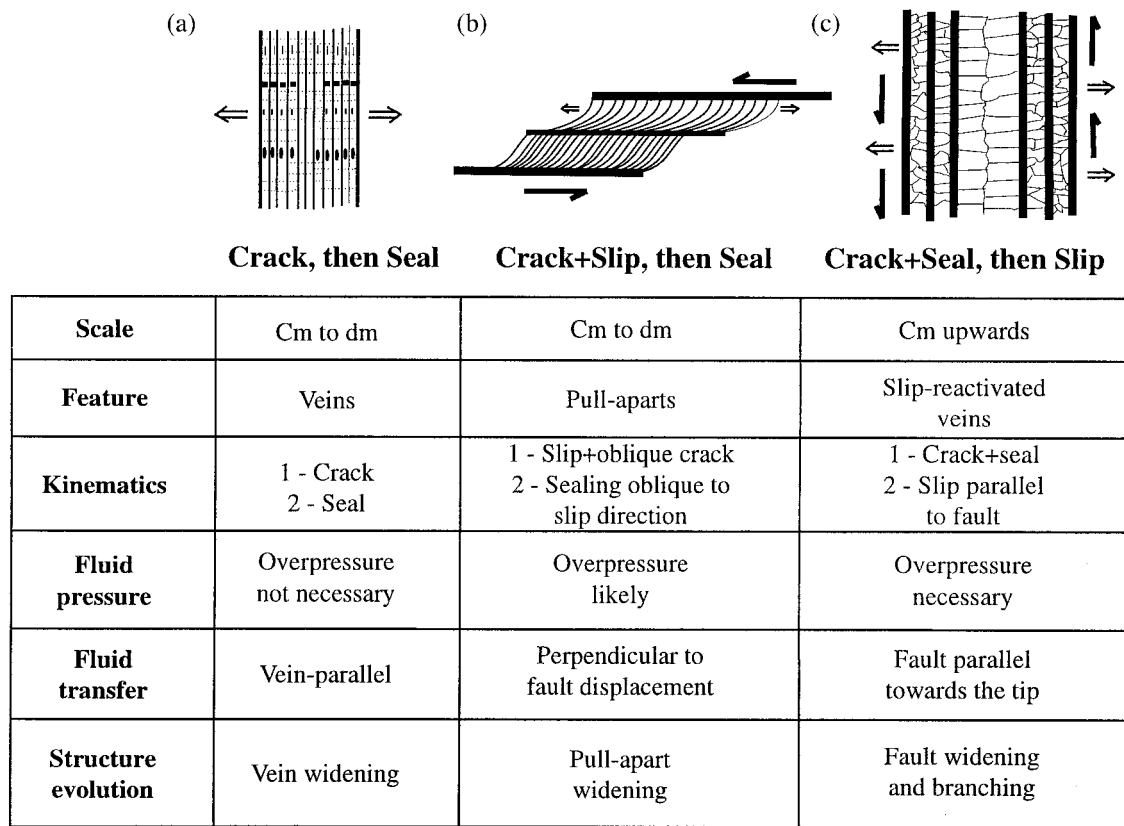 (a)
(b)
(c)
Crack, then Seal
Crack+Slip, then Seal
Crack+Seal, then Slip
Scale
Cm to dm
Cm to dm
Cm upwards
Feature
Veins
Pull-aparts
Slip-reactivated
veins
Kinematics
1 - Crack
2 - Seal
1 - Slip+oblique crack
2 - Sealing oblique to
slip direction
1 - Crack+seal
2 - Slip parallel
to fault
Fluid
pressure
Overpressure
not necessary
Overpressure
likely
Overpressure
necessary
Fluid
transfer
Vein-parallel
Perpendicular to
fault displacement
Fault parallel
towards the tip
Structure
evolution
Vein widening
Pull-apart
widening
Fault widening
and branching